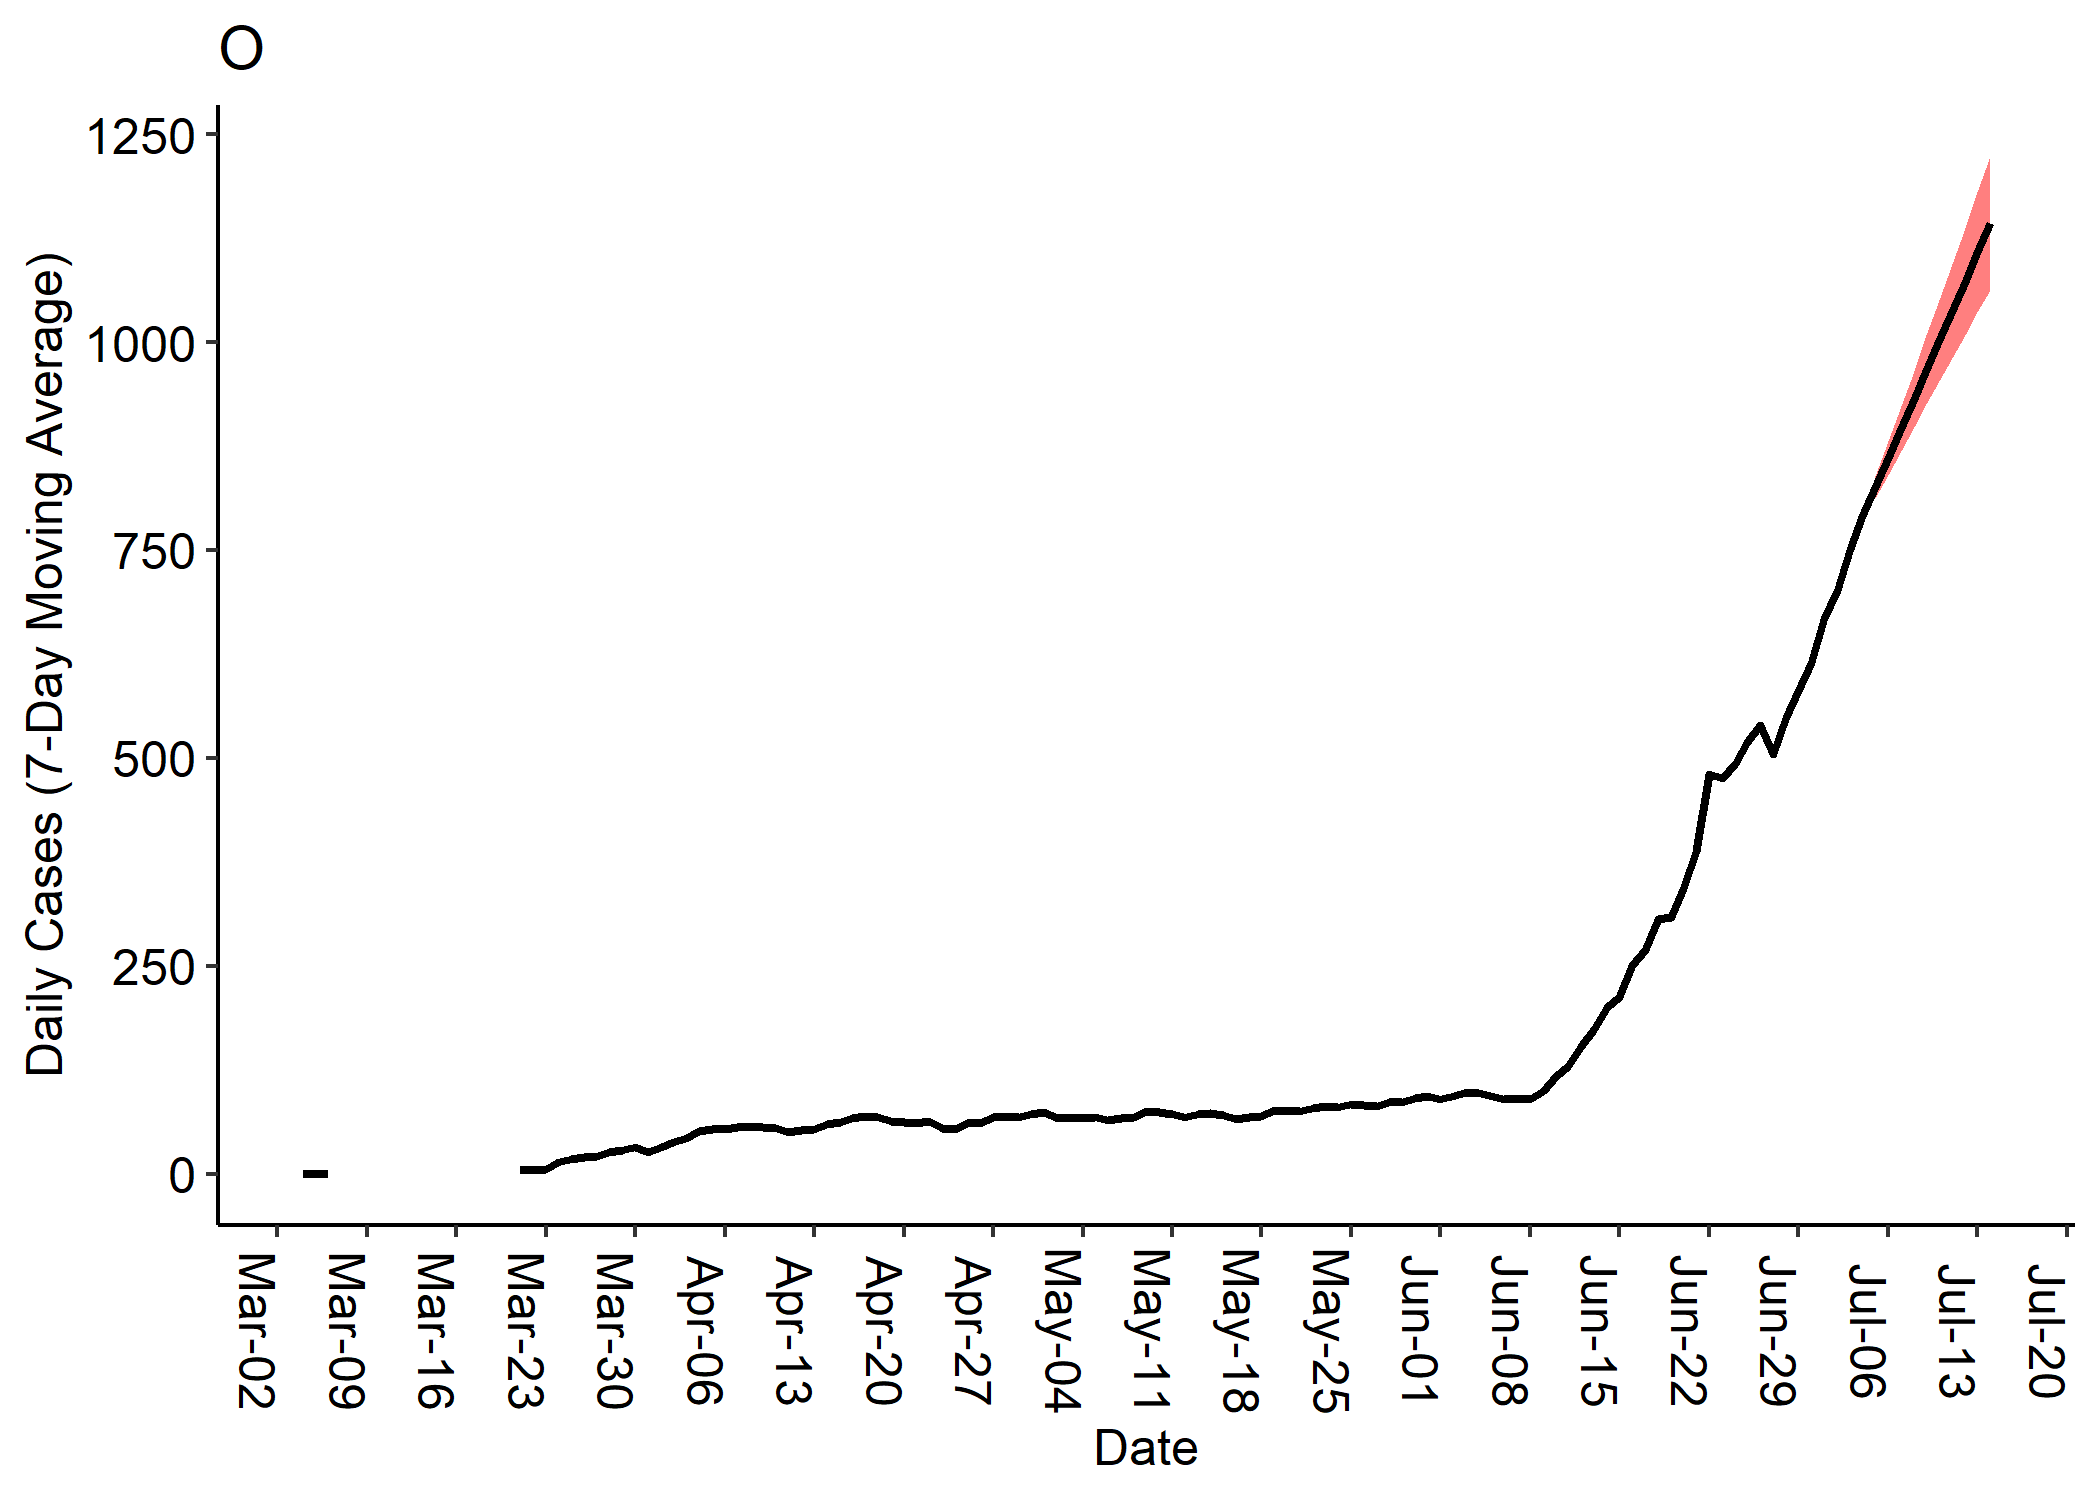 O
Daily Cases (7-Day Moving Average)
1250
1000
750
500
250
0
Mar-02
Mar-09
Mar-16
Mar-23
Mar-30
Apr-06
Apr-13
Apr-20
Apr-27
May-04
May-11
May-18
May-25
Jun-01
Jun-08
Jun-15
Jun-22
Jun-29
Jul-06
Jul-13
Jul-20
Date